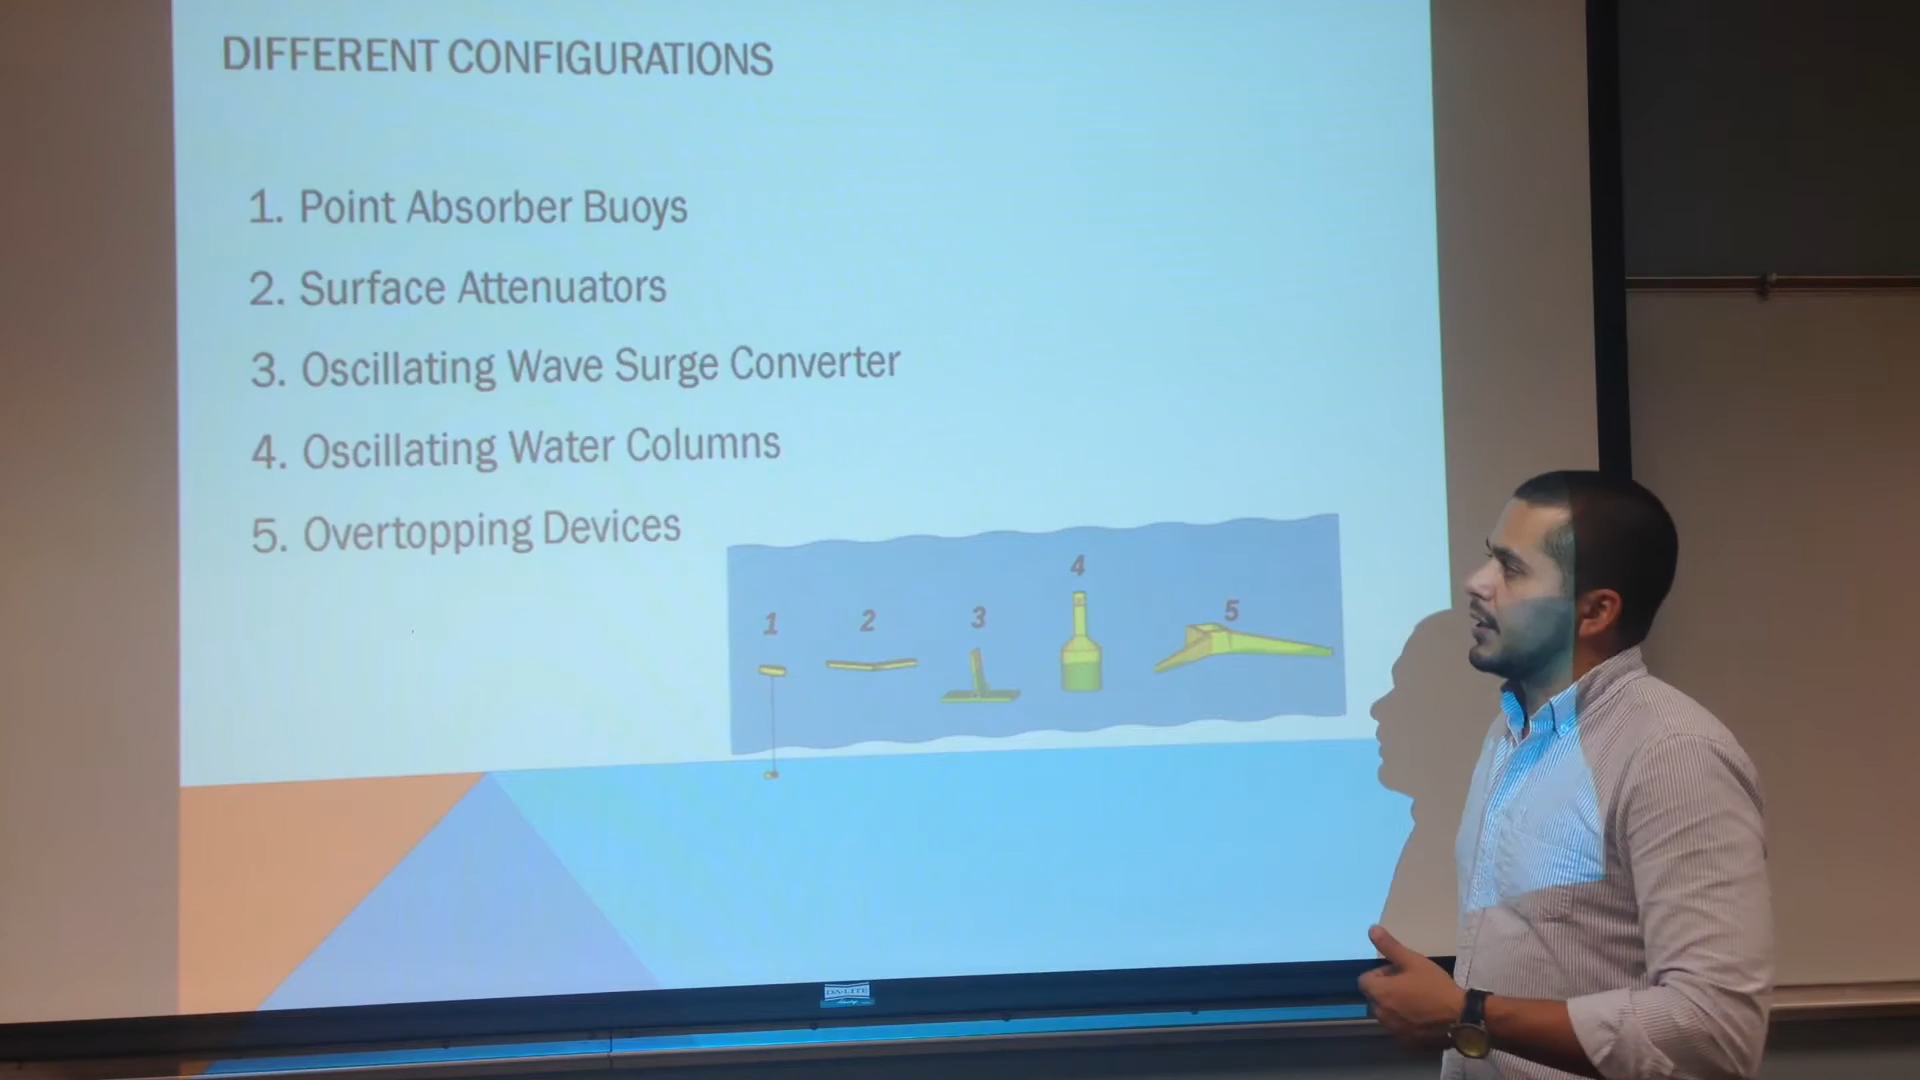 DIFFERENT CONFIGURATIONS
1. Point Absorber Buoys
2. Surface Attenuators
3. Oscillating Wave Surge Converter
4. Oscillating Water Columns
5. Overtopping Devices
1 2 3 4 5
DA-LITE